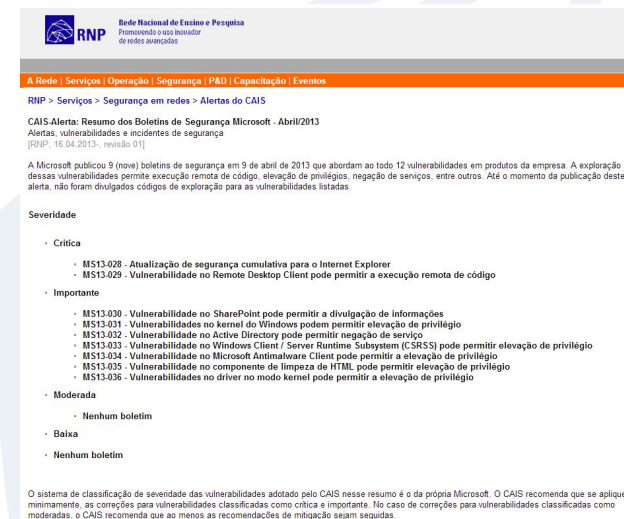 RNP
Rede Nacional de Ensino e Pesquisa
Promovendo o uso inovador
de redes avançadas
A Rede | Serviços | Operação | Segurança | P&D | Capacitação | Eventos
RNP > Serviços > Segurança em redes > Alertas do CAIS
CAIS-Alerta: Resumo dos Boletins de Segurança Microsoft - Abril/2013
Alertas, vulnerabilidades e incidentes de segurança
[RNP, 16.04.2013-, revisão 01]
A Microsoft publicou 9 (nove) boletins de segurança em 9 de abril de 2013 que abordam ao todo 12 vulnerabilidades em produtos da empresa. A exploração
dessas vulnerabilidades permite execução remota de código, elevação de privilégios, negação de serviços, entre outros. Até o momento da publicação deste
alerta, não foram divulgados códigos de exploração para as vulnerabilidades listadas.
Severidade
• Crítica
• MS13-028 - Atualização de segurança cumulativa para o Internet Explorer
• MS13-029 - Vulnerabilidade no Remote Desktop Client pode permitir a execução remota de código
• Importante
• MS13-030 - Vulnerabilidade no SharePoint pode permitir a divulgação de informações
• MS13-031 - Vulnerabilidades no kernel do Windows podem permitir elevação de privilégio
• MS13-032 - Vulnerabilidade no Active Directory pode permitir negação de serviço
• MS13-033 - Vulnerabilidade no Windows Client / Server Runtime Subsystem (CSRSS) pode permitir elevação de privilégio
• MS13-034 - Vulnerabilidade no Microsoft Antimalware Client pode permitir a elevação de privilégio
• MS13-035 - Vulnerabilidade no componente de limpeza de HTML pode permitir elevação de privilégio
• MS13-036 - Vulnerabilidades no driver no modo kernel pode permitir a elevação de privilégio
• Moderada
• Nenhum boletim
• Baixa
• Nenhum boletim
O sistema de classificação de severidade das vulnerabilidades adotado pelo CAIS nesse resumo é o da própria Microsoft. O CAIS recomenda que se aplique
minimamente, as correções para vulnerabilidades classificadas como crítica e importante. No caso de correções para vulnerabilidades classificadas como
moderadas, o CAIS recomenda que ao menos as recomendações de mitigação sejam seguidas.